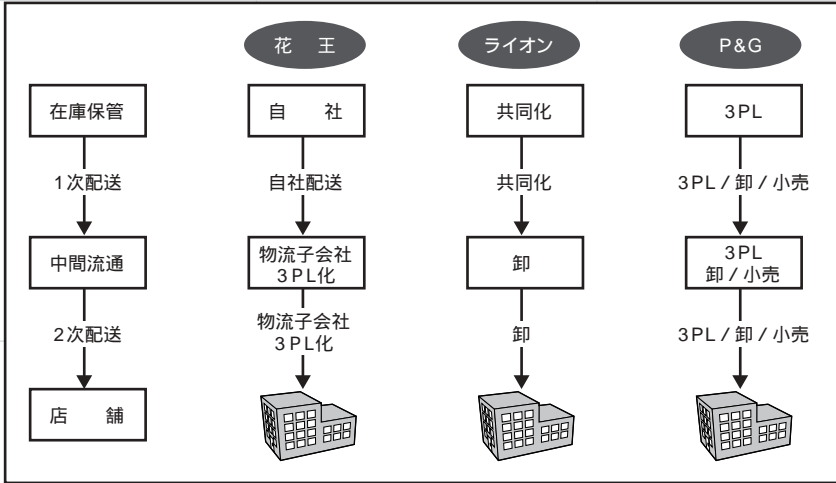 花 王
ライオン
P&G
在庫保管
自 社
共同化
3PL
1次配送
自社配送
共同化
3PL / 卸 / 小売
中間流通
物流子会社
3PL化
卸
3PL
卸 / 小売
2次配送
物流子会社
3PL化
卸
3PL / 卸 / 小売
店 舗